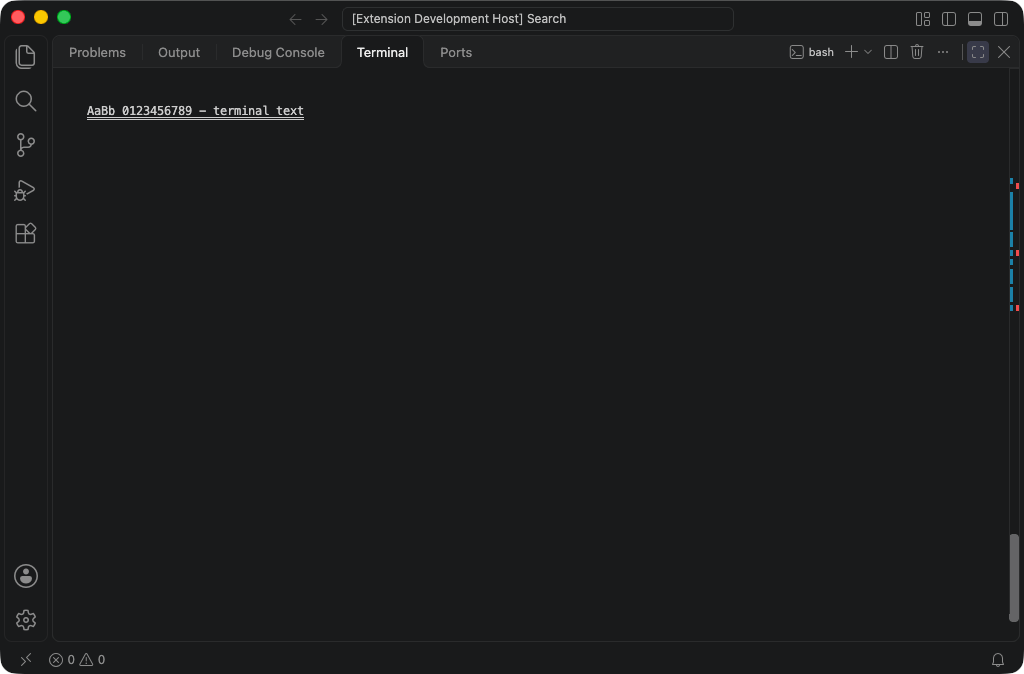 [Extension Development Host] Search
Problems
Output
Debug Console
Terminal
Ports
bash
AaBb 0123456789 — terminal text
0
0